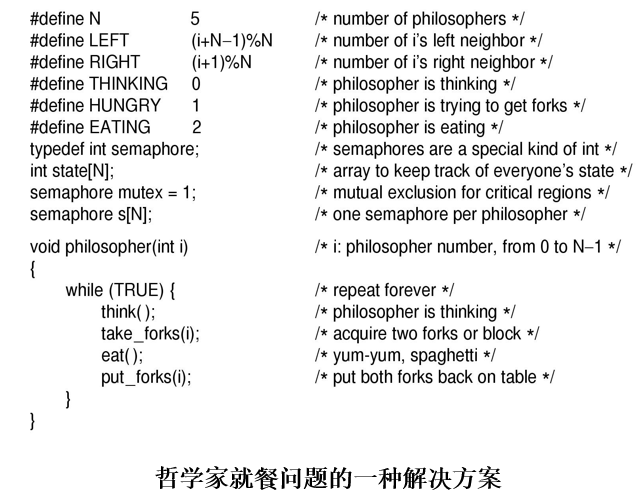 #define N 5 /* number of philosophers */
#define LEFT (i+N−1)%N /* number of i's left neighbor */
#define RIGHT (i+1)%N /* number of i's right neighbor */
#define THINKING 0 /* philosopher is thinking */
#define HUNGRY 1 /* philosopher is trying to get forks */
#define EATING 2 /* philosopher is eating */
typedef int semaphore; /* semaphores are a special kind of int */
int state[N]; /* array to keep track of everyone's state */
semaphore mutex = 1; /* mutual exclusion for critical regions */
semaphore s[N]; /* one semaphore per philosopher */
void philosopher(int i) /* i: philosopher number, from 0 to N−1 */
{
while (TRUE) { /* repeat forever */
think( ); /* philosopher is thinking */
take_forks(i); /* acquire two forks or block */
eat( ); /* yum-yum, spaghetti */
put_forks(i); /* put both forks back on table */
}
}
哲学家就餐问题的一种解决方案